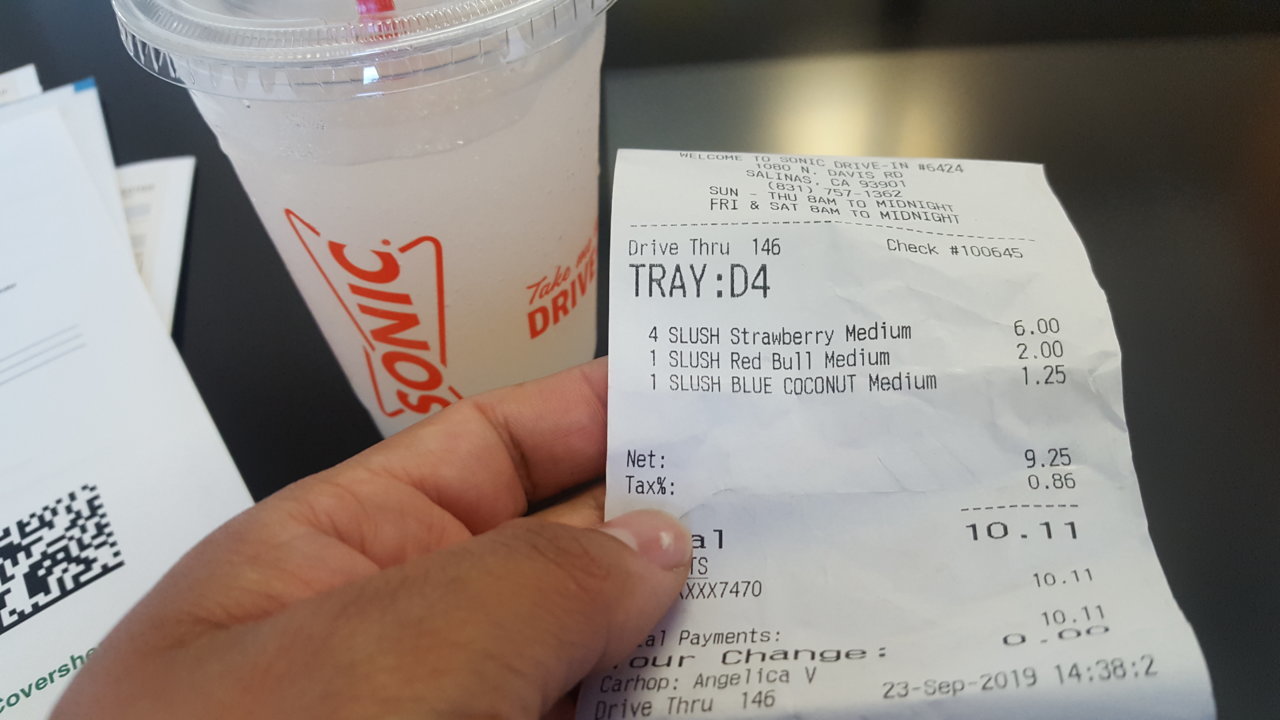 SONIC
Take me
DRIVE
WELCOME TO SONIC DRIVE-IN #6424
1080 N. DAVIS RD
SALINAS, CA 93901
(831) 757-1362
SUN - THU 8AM TO MIDNIGHT
FRI & SAT 8AM TO MIDNIGHT
Drive Thru 146 Check #100645
TRAY:D4
4 SLUSH Strawberry Medium 6.00
1 SLUSH Red Bull Medium 2.00
1 SLUSH BLUE COCONUT Medium 1.25
Net: 9.25
Tax%: 0.86
al 10.11
TS
XXX7470 10.11
al Payments: 10.11
our Change: 0.00
Carhop: Angelica V
Drive Thru 146 23-Sep-2019 14:38:2